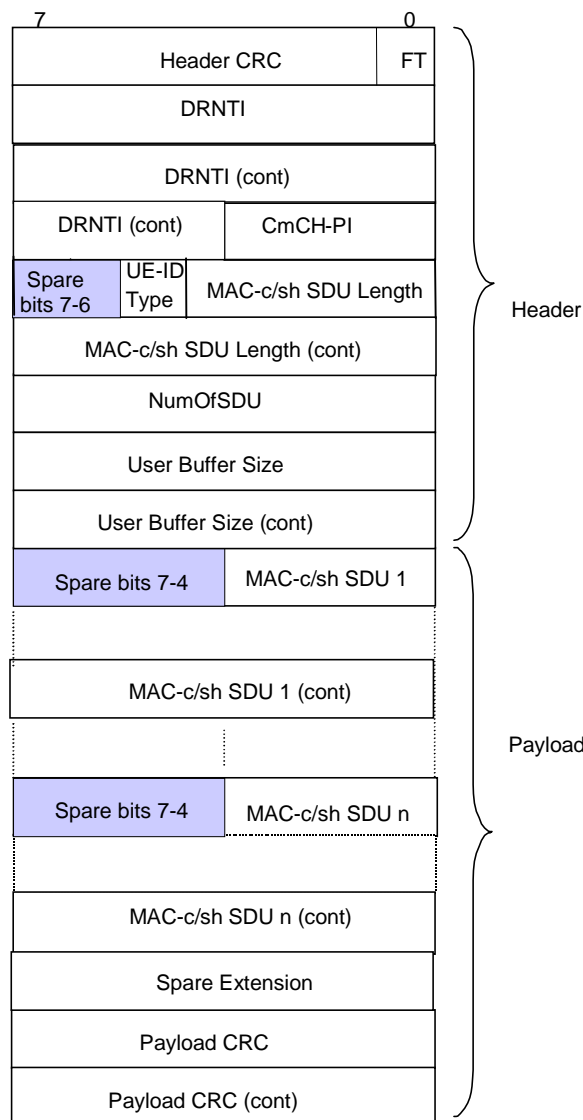 7 0
Header CRC FT
DRNTI
DRNTI (cont)
DRNTI (cont) CmCH-PI
Spare
bits 7-6
UE-ID
Type
MAC-c/sh SDU Length
Header
MAC-c/sh SDU Length (cont)
NumOfSDU
User Buffer Size
User Buffer Size (cont)
Spare bits 7-4 MAC-c/sh SDU 1
MAC-c/sh SDU 1 (cont)
Payload
Spare bits 7-4 MAC-c/sh SDU n
MAC-c/sh SDU n (cont)
Spare Extension
Payload CRC
Payload CRC (cont)